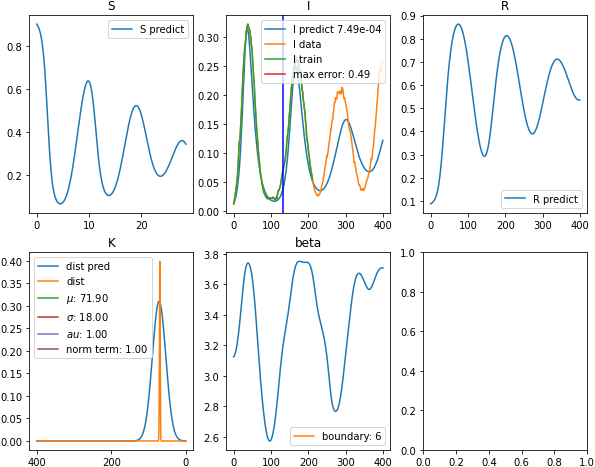 S
I
R
S predict
I predict 7.49e-04
I data
I train
max error: 0.49
R predict
0.8
0.6
0.4
0.2
0.30
0.25
0.20
0.15
0.10
0.05
0.00
0.9
0.8
0.7
0.6
0.5
0.4
0.3
0.2
0.1
0 10 20
0 100 200 300 400
0 100 200 300 400
K
beta
dist pred
dist
μ: 71.90
σ: 18.00
au: 1.00
norm term: 1.00
boundary: 6
0.40
0.35
0.30
0.25
0.20
0.15
0.10
0.05
0.00
3.8
3.6
3.4
3.2
3.0
2.8
2.6
1.0
0.8
0.6
0.4
0.2
0.0
400 200 0
0 100 200 300 400
0.0 0.2 0.4 0.6 0.8 1.0